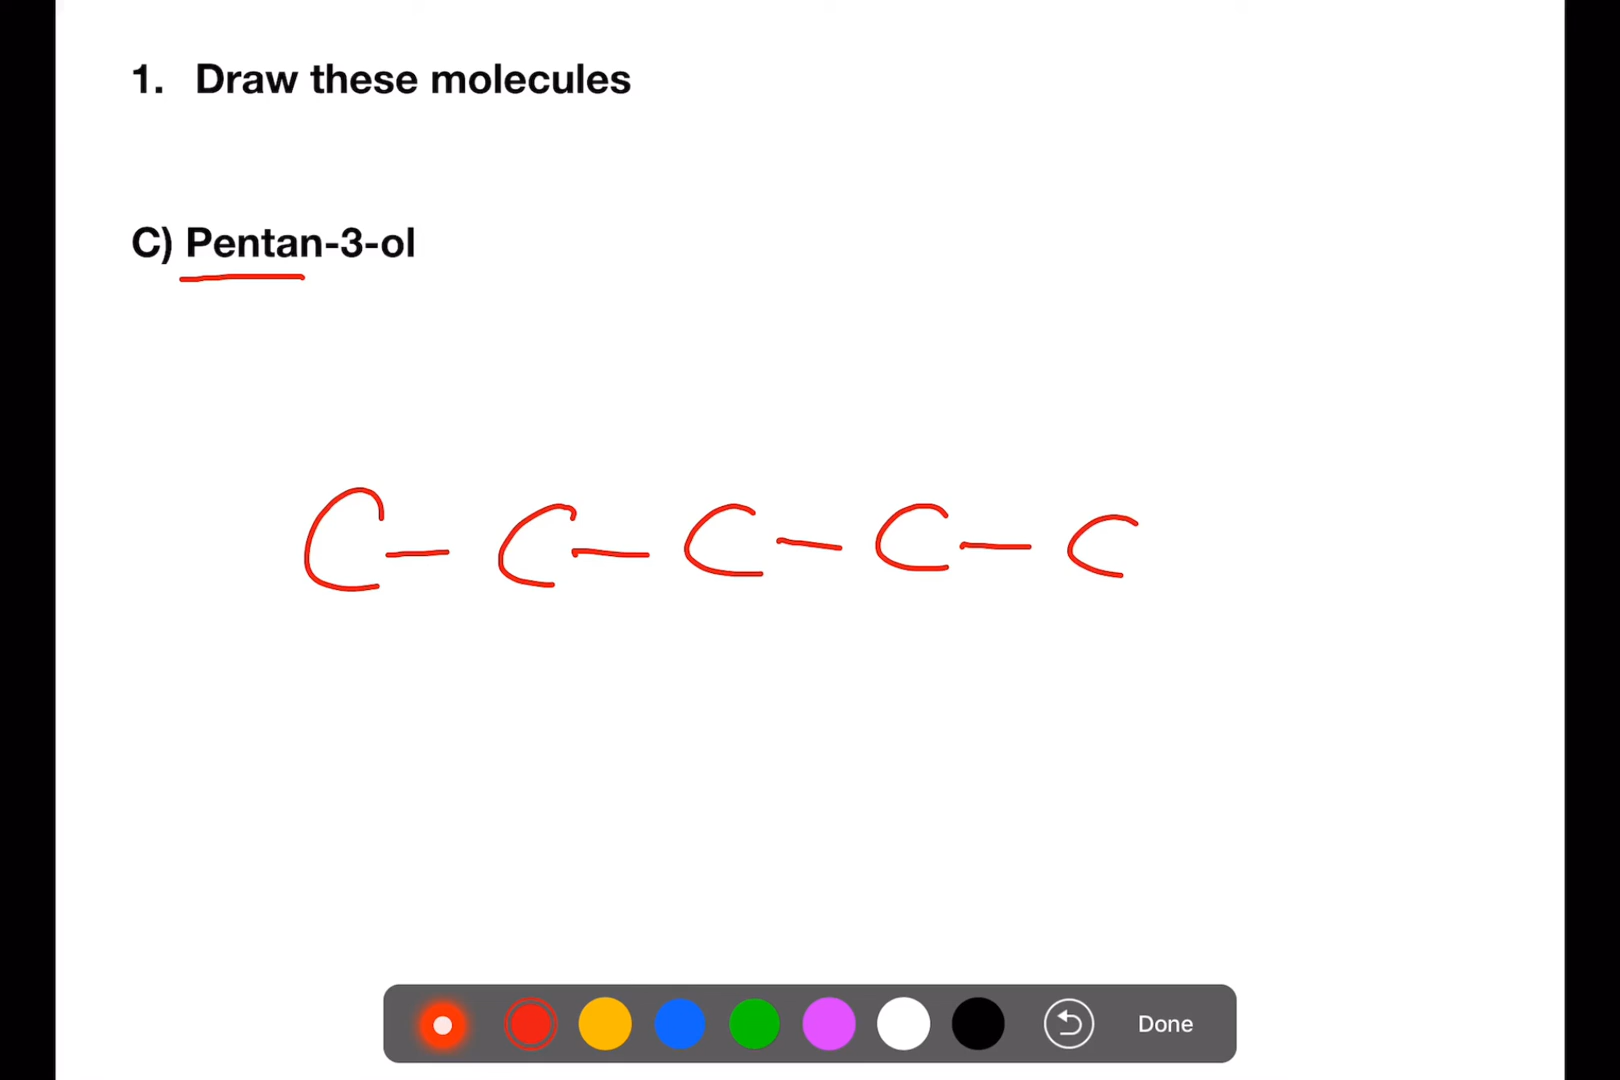 1. Draw these molecules
C) Pentan-3-ol
C - C - C - C - C
Done